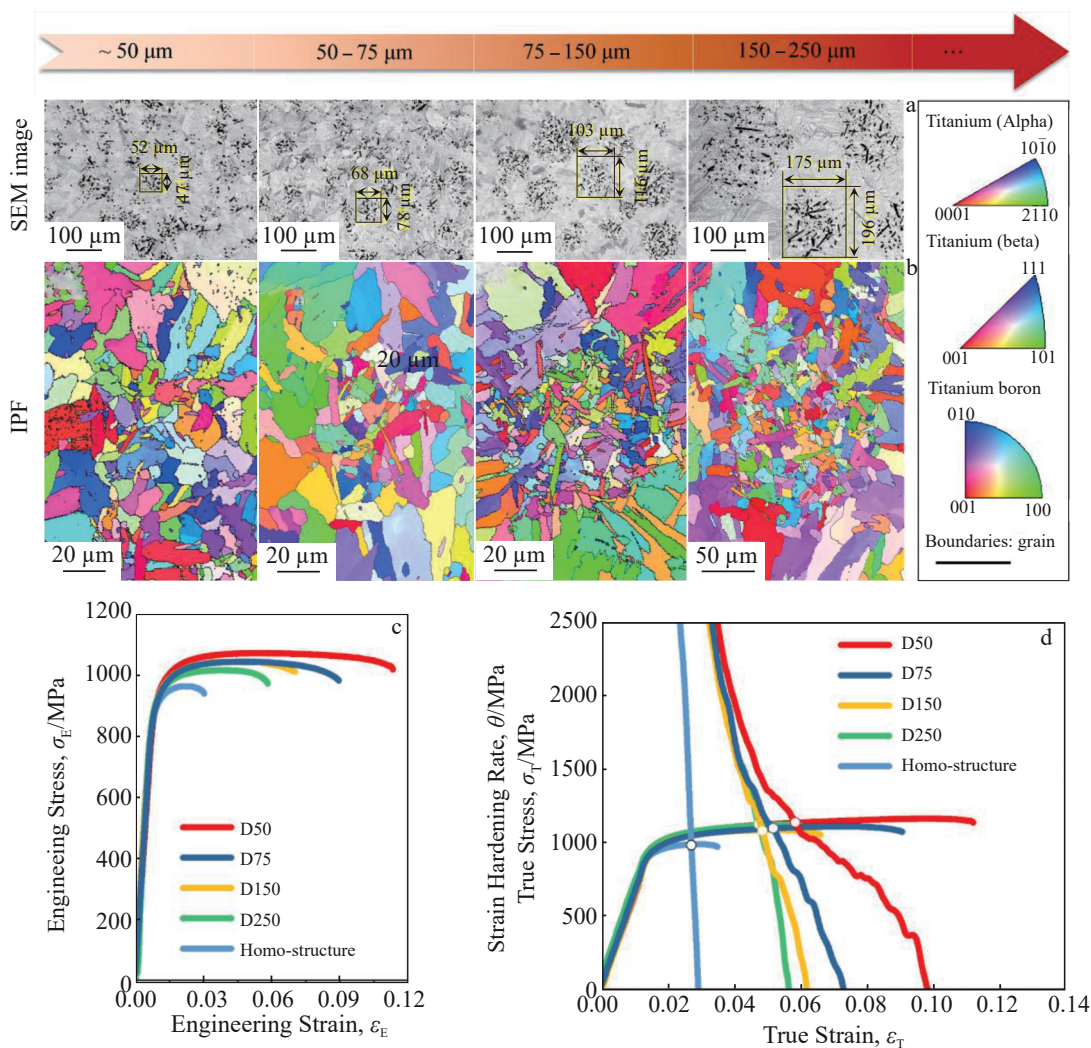 ~ 50 μm
50 – 75 μm
75 – 150 μm
150 – 250 μm
...
SEM image
52 μm
47 μm
100 μm
68 μm
78 μm
100 μm
103 μm
116 μm
100 μm
175 μm
196 μm
100 μm
a
Titanium (Alpha)
101̄0
0001
2110
Titanium (beta)
b
111
001
101
Titanium boron
010
001
100
Boundaries: grain
IPF
20 μm
20 μm
20 μm
20 μm
50 μm
c
Engineeing Stress, σE/MPa
1200
1000
800
600
400
200
0
D50
D75
D150
D250
Homo-structure
0.00
0.03
0.06
0.09
0.12
Engineering Strain, εE
d
Strain Hardening Rate, θ/MPa
True Stress, σT/MPa
2500
2000
1500
1000
500
0
D50
D75
D150
D250
Homo-structure
0.00
0.02
0.04
0.06
0.08
0.10
0.12
0.14
True Strain, εT